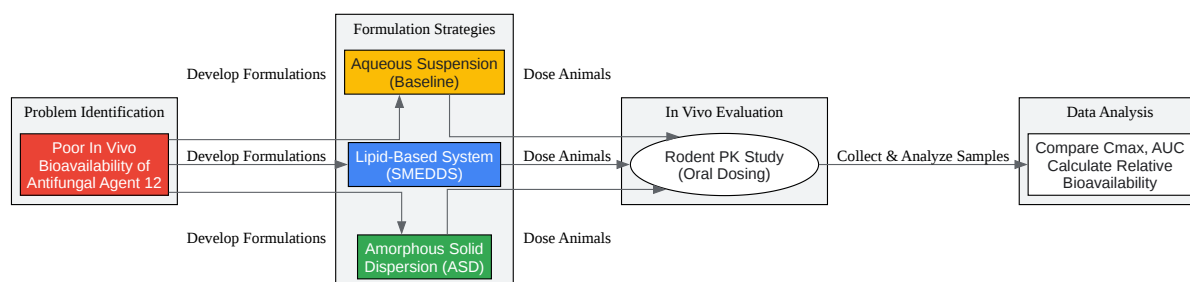 Formulation Strategies
Develop Formulations
Aqueous Suspension
(Baseline)
Dose Animals
Problem Identification
Poor In Vivo
Bioavailability of
Antifungal Agent 12
Develop Formulations
Lipid-Based System
(SMEDDS)
Dose Animals
In Vivo Evaluation
Rodent PK Study
(Oral Dosing)
Collect & Analyze Samples
Data Analysis
Compare Cmax, AUC
Calculate Relative
Bioavailability
Develop Formulations
Amorphous Solid
Dispersion (ASD)
Dose Animals